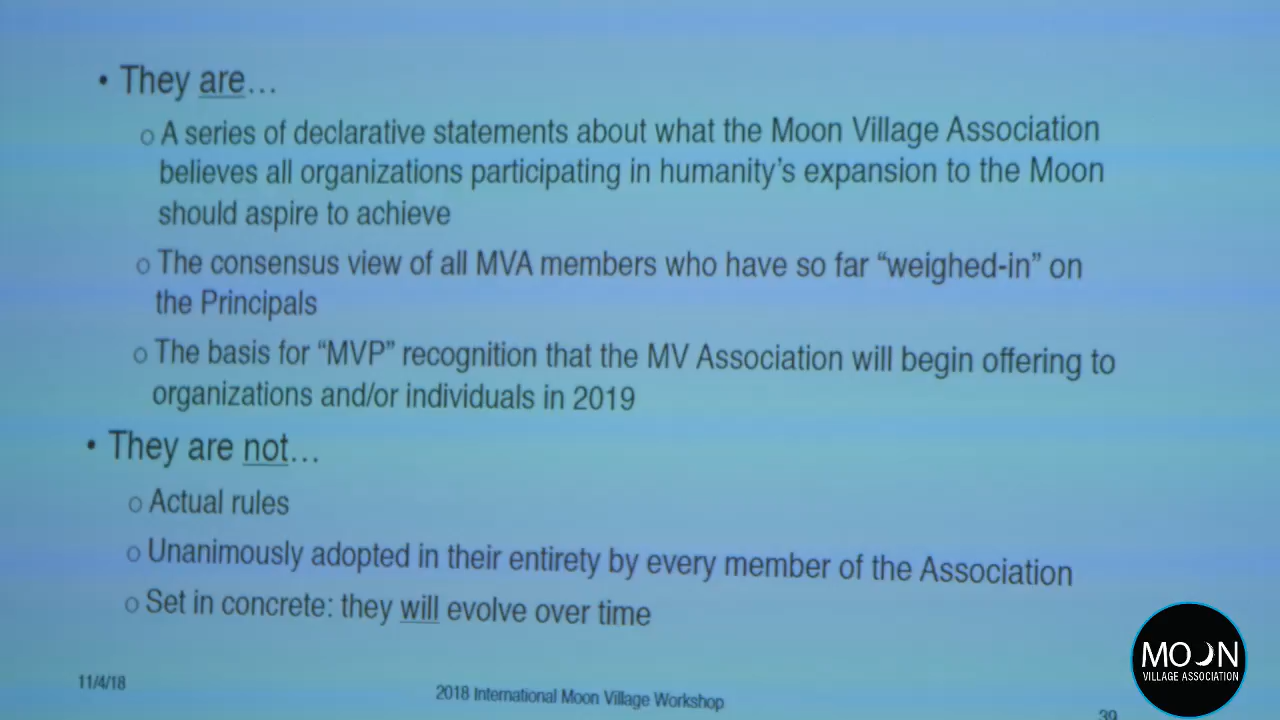 • They are…
o A series of declarative statements about what the Moon Village Association
believes all organizations participating in humanity's expansion to the Moon
should aspire to achieve
o The consensus view of all MVA members who have so far “weighed-in” on
the Principals
o The basis for “MVP” recognition that the MV Association will begin offering to
organizations and/or individuals in 2019
• They are not…
o Actual rules
o Unanimously adopted in their entirety by every member of the Association
o Set in concrete: they will evolve over time
11/4/18
2018 International Moon Village Workshop
39
MOON
VILLAGE ASSOCIATION